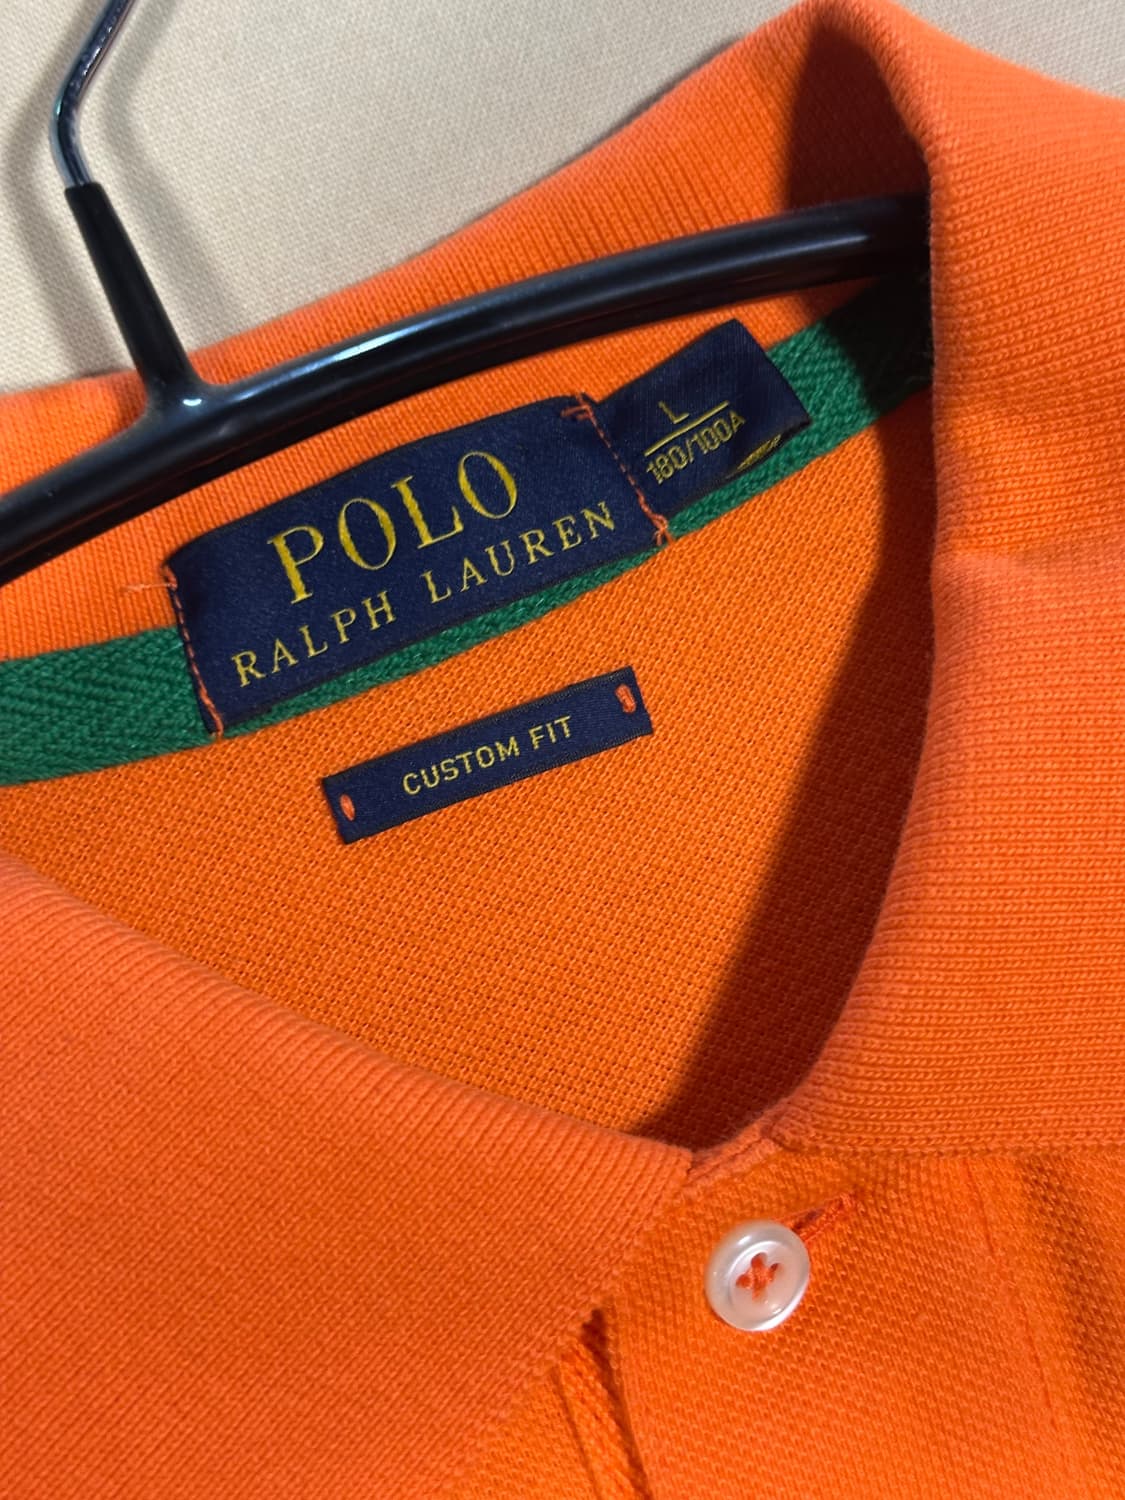 POLO
RALPH LAUREN
L
180/100A
CUSTOM FIT